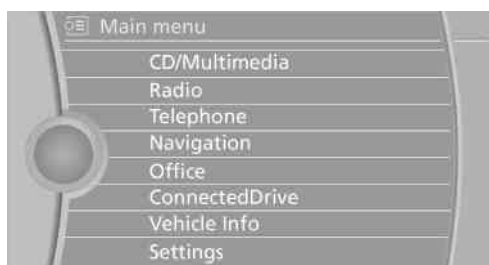 Main menu
CD/Multimedia
Radio
Telephone
Navigation
Office
ConnectedDrive
Vehicle Info
Settings